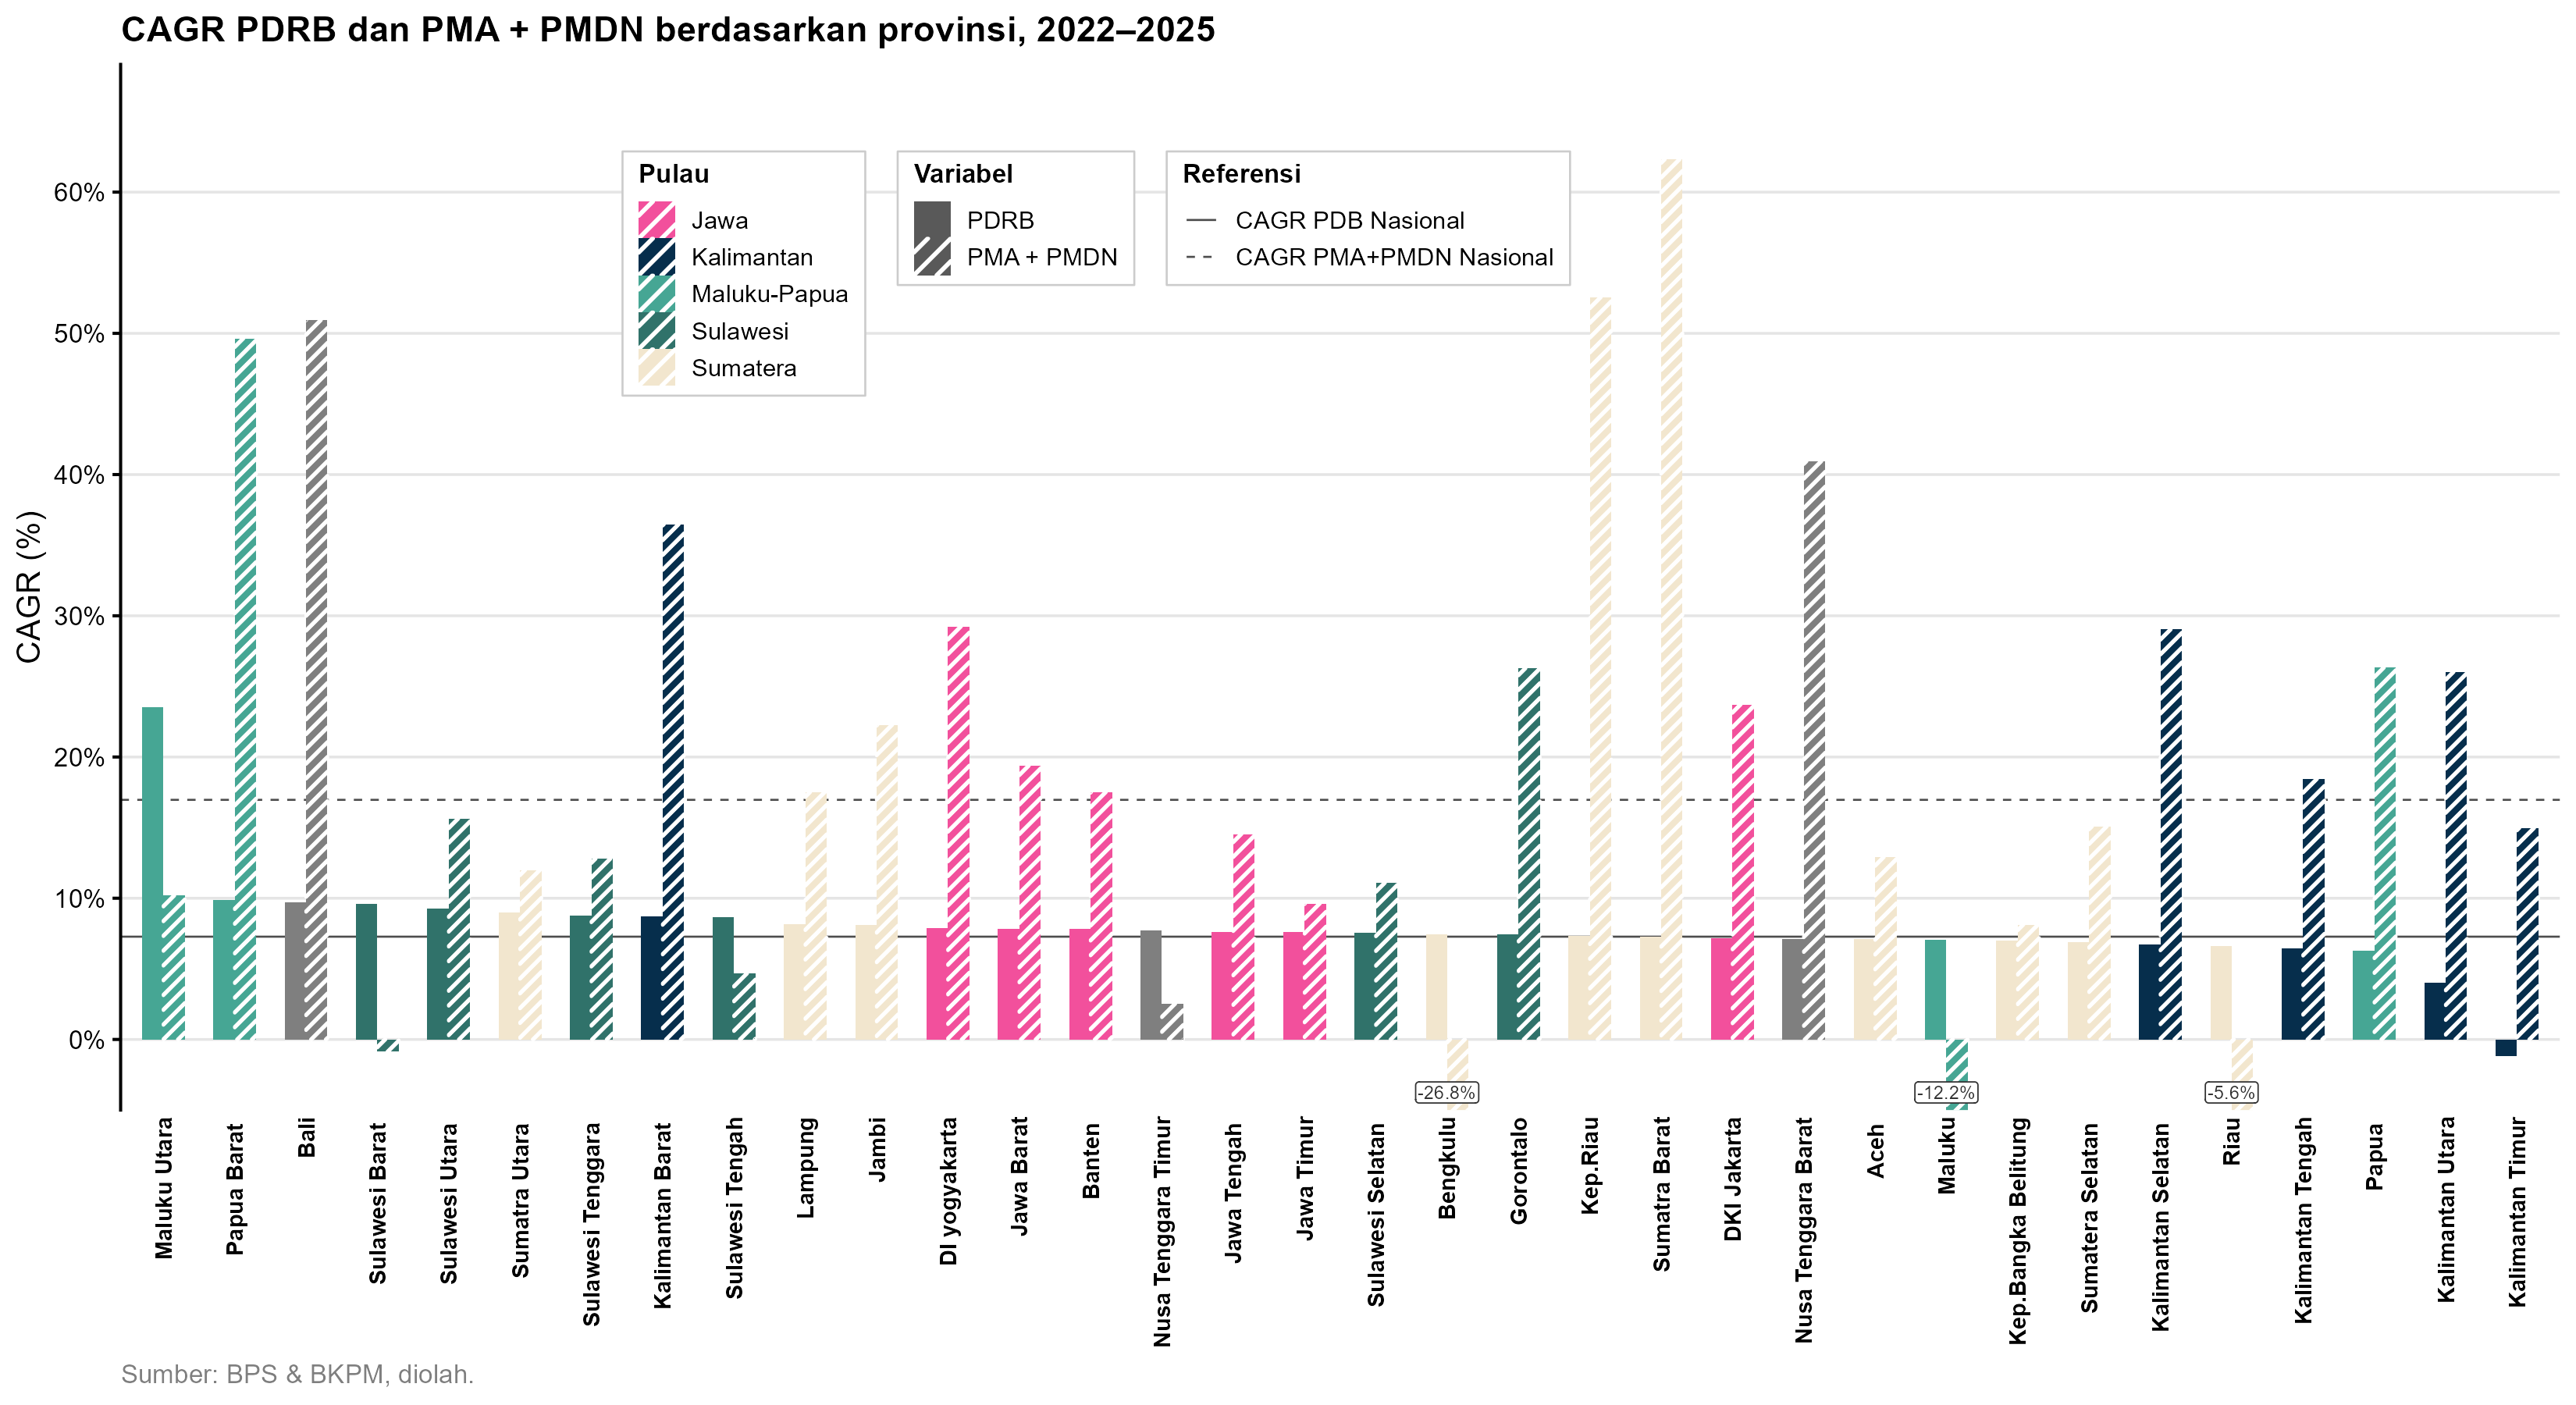 CAGR PDRB dan PMA + PMDN berdasarkan provinsi, 2022–2025
CAGR (%)
60%
50%
40%
30%
20%
10%
0%
Pulau
Jawa
Kalimantan
Maluku-Papua
Sulawesi
Sumatera
Variabel
PDRB
PMA + PMDN
Referensi
CAGR PDB Nasional
CAGR PMA+PMDN Nasional
-26.8%
-12.2%
-5.6%
Maluku Utara
Papua Barat
Bali
Sulawesi Barat
Sulawesi Utara
Sumatra Utara
Sulawesi Tenggara
Kalimantan Barat
Sulawesi Tengah
Lampung
Jambi
DI yogyakarta
Jawa Barat
Banten
Nusa Tenggara Timur
Jawa Tengah
Jawa Timur
Sulawesi Selatan
Bengkulu
Gorontalo
Kep.Riau
Sumatra Barat
DKI Jakarta
Nusa Tenggara Barat
Aceh
Maluku
Kep.Bangka Belitung
Sumatera Selatan
Kalimantan Selatan
Riau
Kalimantan Tengah
Papua
Kalimantan Utara
Kalimantan Timur
Sumber: BPS & BKPM, diolah.